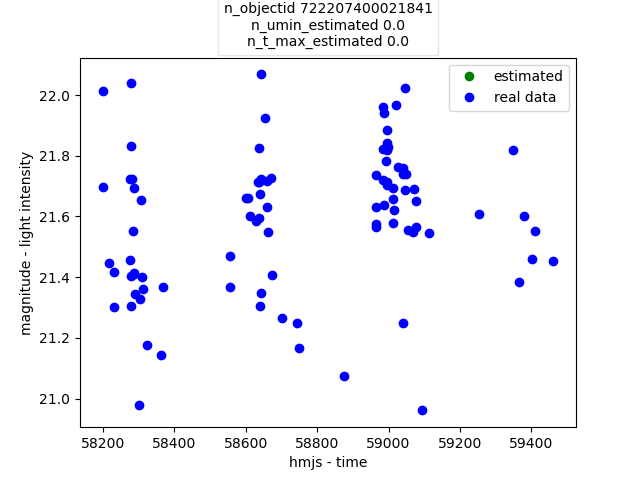 n_objectid 722207400021841
n_umin_estimated 0.0
n_t_max_estimated 0.0
estimated
real data
magnitude - light intensity
22.0
21.8
21.6
21.4
21.2
21.0
58200 58400 58600 58800 59000 59200 59400
hmjs - time